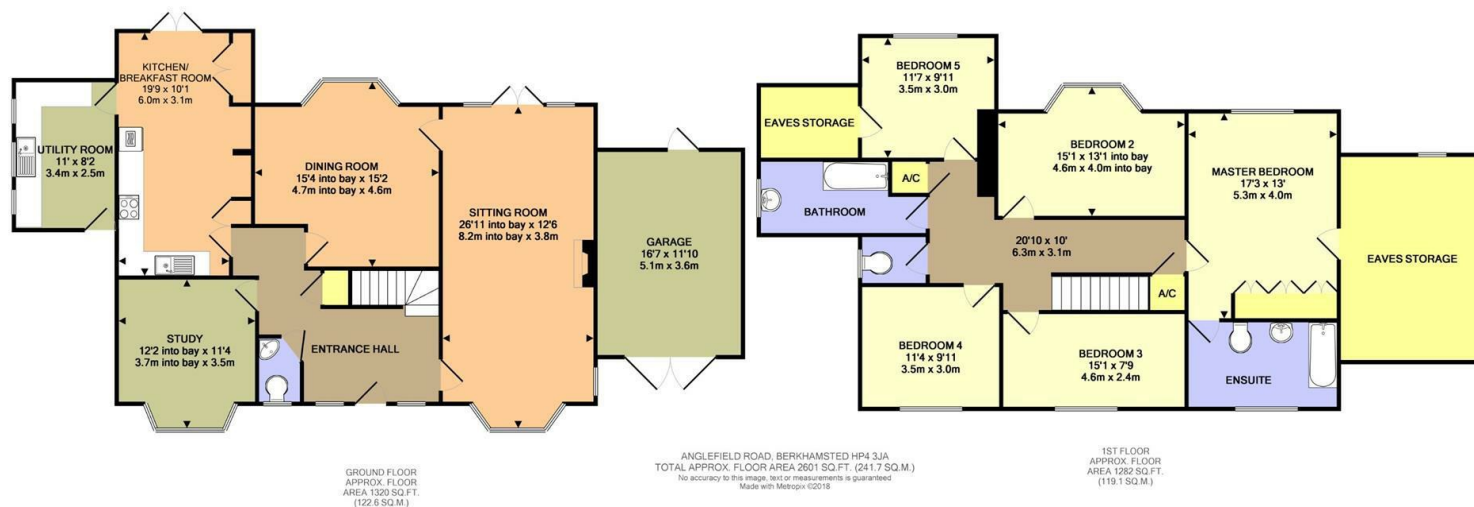 KITCHEN/
BREAKFAST ROOM
19'9 x 10'1
6.0m x 3.1m
UTILITY ROOM
11' x 8'2
3.4m x 2.5m
DINING ROOM
15'4 into bay x 15'2
4.7m into bay x 4.6m
SITTING ROOM
26'11 into bay x 12'6
8.2m into bay x 3.8m
GARAGE
16'7 x 11'10
5.1m x 3.6m
STUDY
12'2 into bay x 11'4
3.7m into bay x 3.5m
ENTRANCE HALL
GROUND FLOOR
APPROX. FLOOR
AREA 1320 SQ.FT.
(122.6 SQ.M.)
BEDROOM 5
11'7 x 9'11
3.5m x 3.0m
EAVES STORAGE
BEDROOM 2
15'1 x 13'1 into bay
4.6m x 4.0m into bay
MASTER BEDROOM
17'3 x 13'
5.3m x 4.0m
A/C
BATHROOM
20'10 x 10'
6.3m x 3.1m
EAVES STORAGE
A/C
BEDROOM 4
11'4 x 9'11
3.5m x 3.0m
BEDROOM 3
15'1 x 7'9
4.6m x 2.4m
ENSUITE
1ST FLOOR
APPROX. FLOOR
AREA 1282 SQ.FT.
(119.1 SQ.M.)
ANGLEFIELD ROAD, BERKHAMSTED HP4 3JA
TOTAL APPROX. FLOOR AREA 2601 SQ.FT. (241.7 SQ.M.)
No accuracy to this image, text or measurements is guaranteed
Made with Metropix ©2018